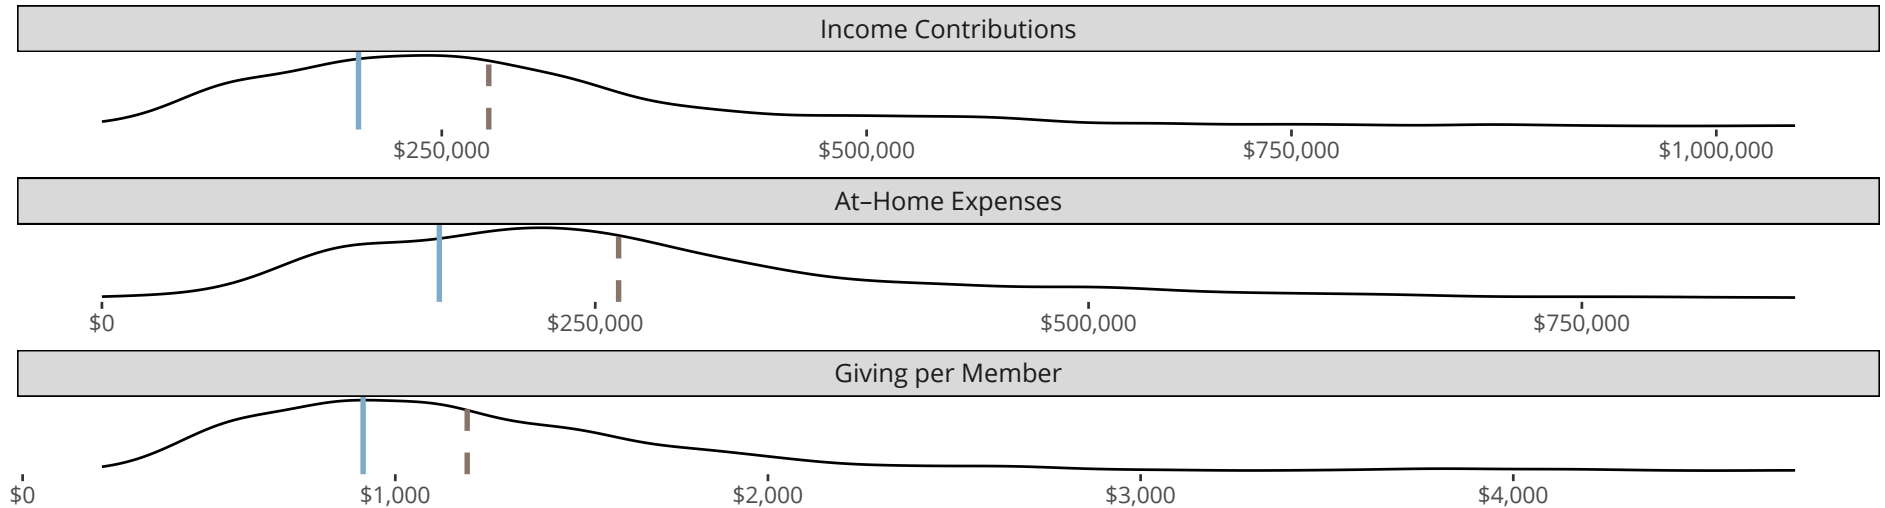 Income Contributions
$250,000 $500,000 $750,000 $1,000,000
At–Home Expenses
$0 $250,000 $500,000 $750,000
Giving per Member
$0 $1,000 $2,000 $3,000 $4,000